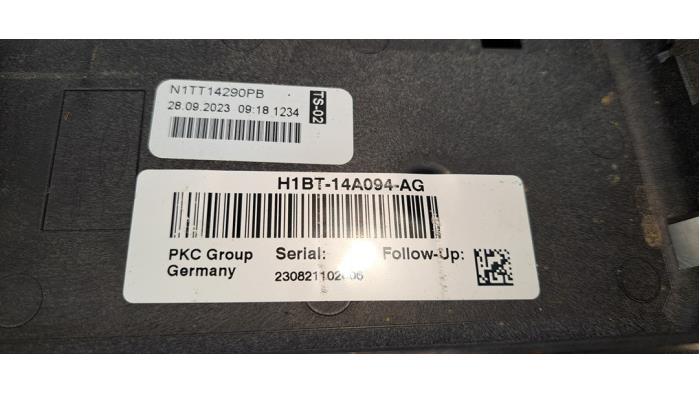 N1TT14290PB
28.09.2023 09:18 1234
TS-02
H1BT-14A094-AG
PKC Group Serial: Follow-Up:
Germany